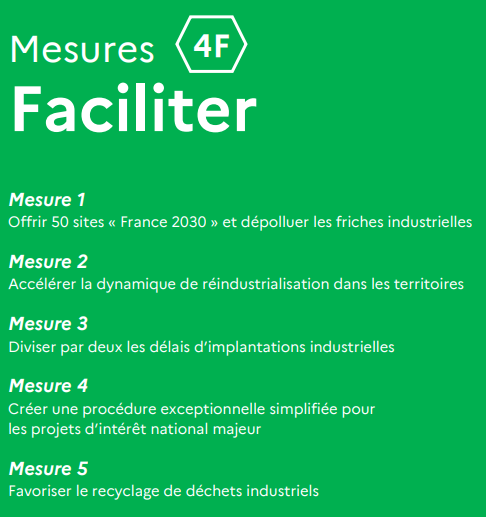 Mesures 4F
Faciliter
Mesure 1
Offrir 50 sites « France 2030 » et dépolluer les friches industrielles
Mesure 2
Accélérer la dynamique de réindustrialisation dans les territoires
Mesure 3
Diviser par deux les délais d’implantations industrielles
Mesure 4
Créer une procédure exceptionnelle simplifiée pour
les projets d’intérêt national majeur
Mesure 5
Favoriser le recyclage de déchets industriels